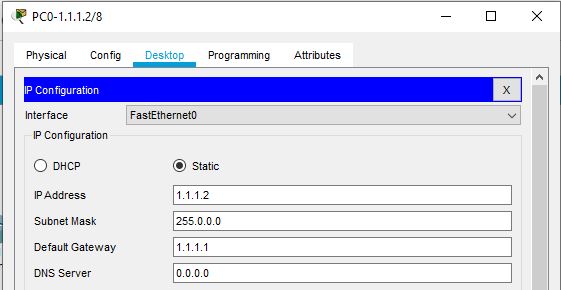 PC0-1.1.1.2/8
Physical Config Desktop Programming Attributes
IP Configuration X
Interface FastEthernet0
IP Configuration
DHCP Static
IP Address 1.1.1.2
Subnet Mask 255.0.0.0
Default Gateway 1.1.1.1
DNS Server 0.0.0.0